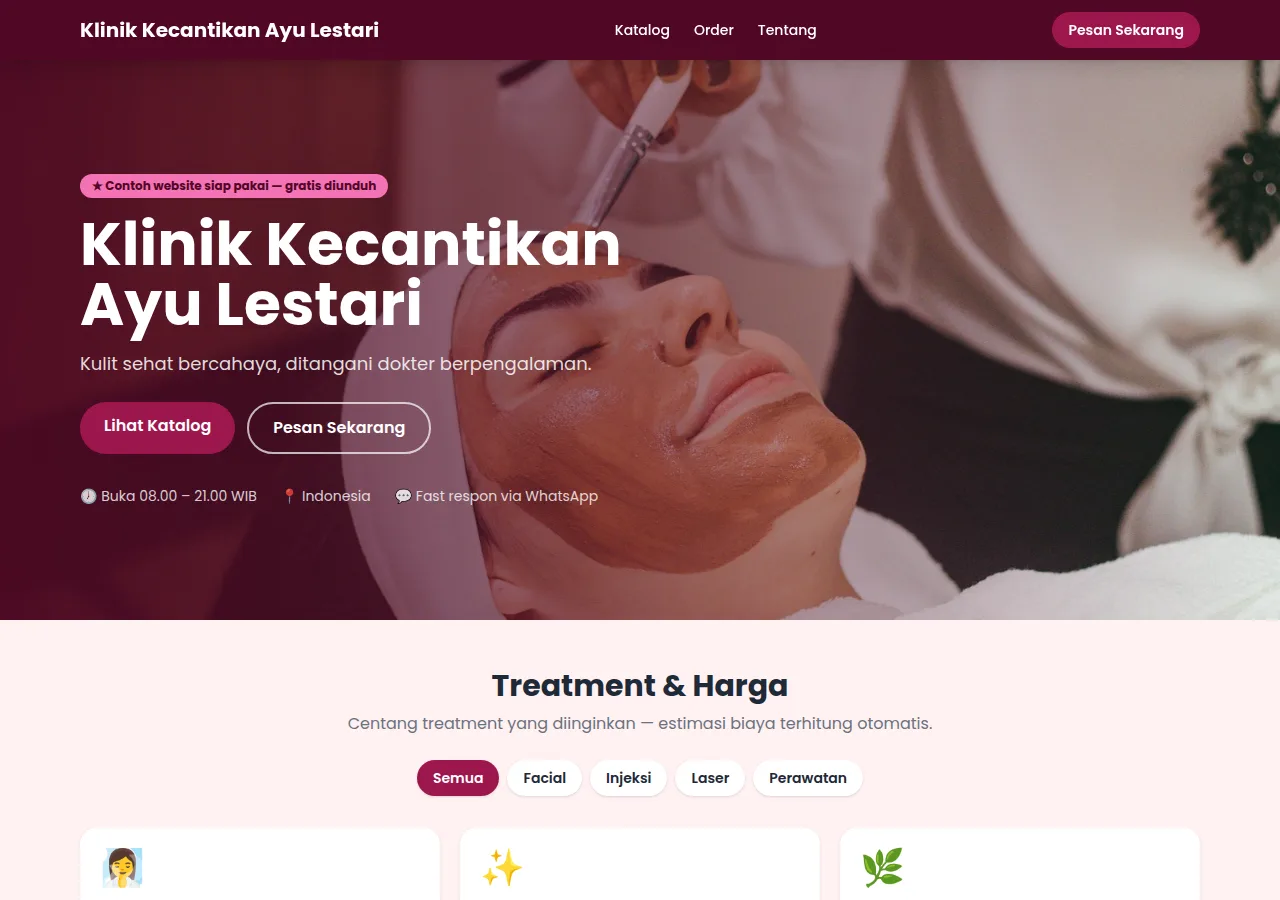 Klinik Kecantikan Ayu Lestari
Katalog
Order
Tentang
Pesan Sekarang
★ Contoh website siap pakai — gratis diunduh
Klinik Kecantikan
Ayu Lestari
Kulit sehat bercahaya, ditangani dokter berpengalaman.
Lihat Katalog
Pesan Sekarang
🕖 Buka 08.00 – 21.00 WIB
📍 Indonesia
💬 Fast respon via WhatsApp
Treatment & Harga
Centang treatment yang diinginkan — estimasi biaya terhitung otomatis.
Semua
Facial
Injeksi
Laser
Perawatan